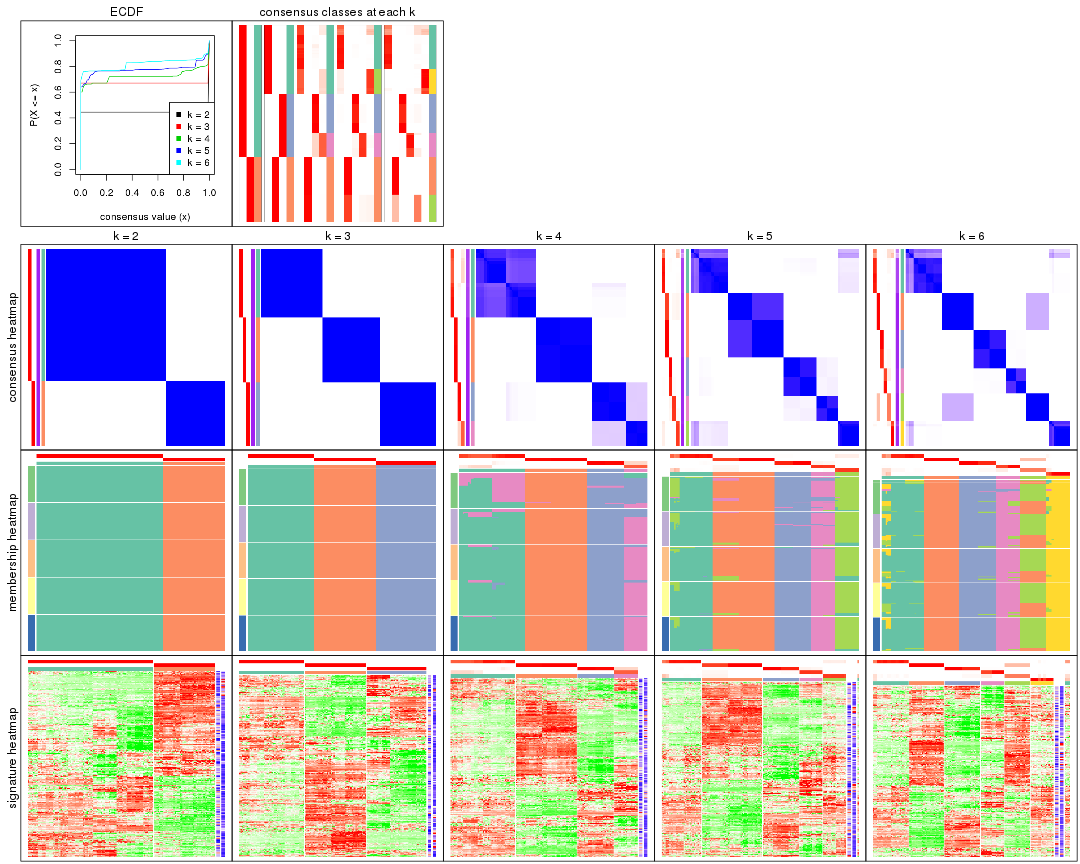 ECDF
consensus classes at each k
P(X <= x)
0.0 0.2 0.4 0.6 0.8 1.0
k = 2
k = 3
k = 4
k = 5
k = 6
0.0 0.2 0.4 0.6 0.8 1.0
consensus value (x)
k = 2
k = 3
k = 4
k = 5
k = 6
consensus heatmap
membership heatmap
signature heatmap